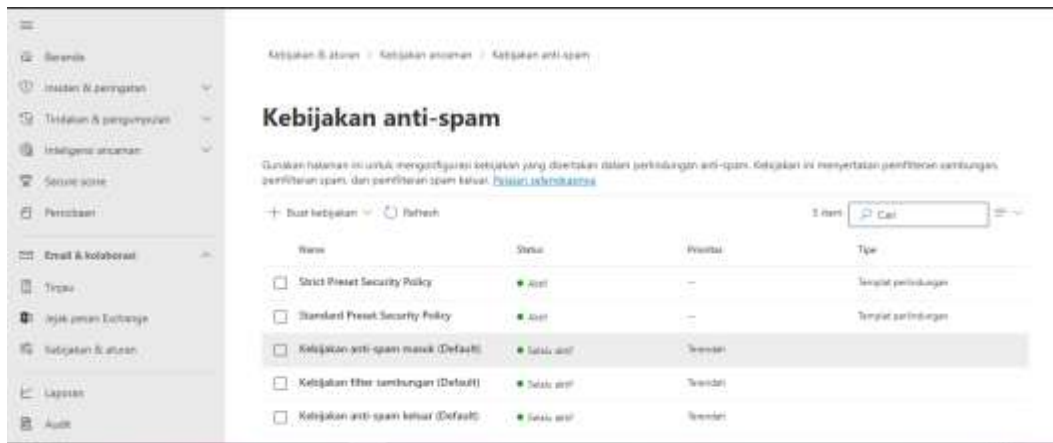 Beranda
Insiden & peringatan
Tindakan & pengumpulan
Inteligensi ancaman
Secure score
Percobaan
Email & kolaborasi
Tinjau
Jejak pesan Exchange
Kebijakan & aturan
Laporan
Audit
Kebijakan & aturan > Kebijakan ancaman > Kebijakan anti-spam
Kebijakan anti-spam
Gunakan halaman ini untuk mengonfigurasi kebijakan yang disertakan dalam perlindungan anti-spam. Kebijakan ini menyertakan pemfilteran sambungan,
pemfilteran spam, dan pemfilteran spam keluar. Pelajari selengkapnya
+ Buat kebijakan Refresh 5 item Cari
Name Status Prioritas Tipe
Strict Preset Security Policy Aktif -- Templat perlindungan
Standard Preset Security Policy Aktif -- Templat perlindungan
Kebijakan anti-spam masuk (Default) Selalu aktif Terendah
Kebijakan filter sambungan (Default) Selalu aktif Terendah
Kebijakan anti-spam keluar (Default) Selalu aktif Terendah